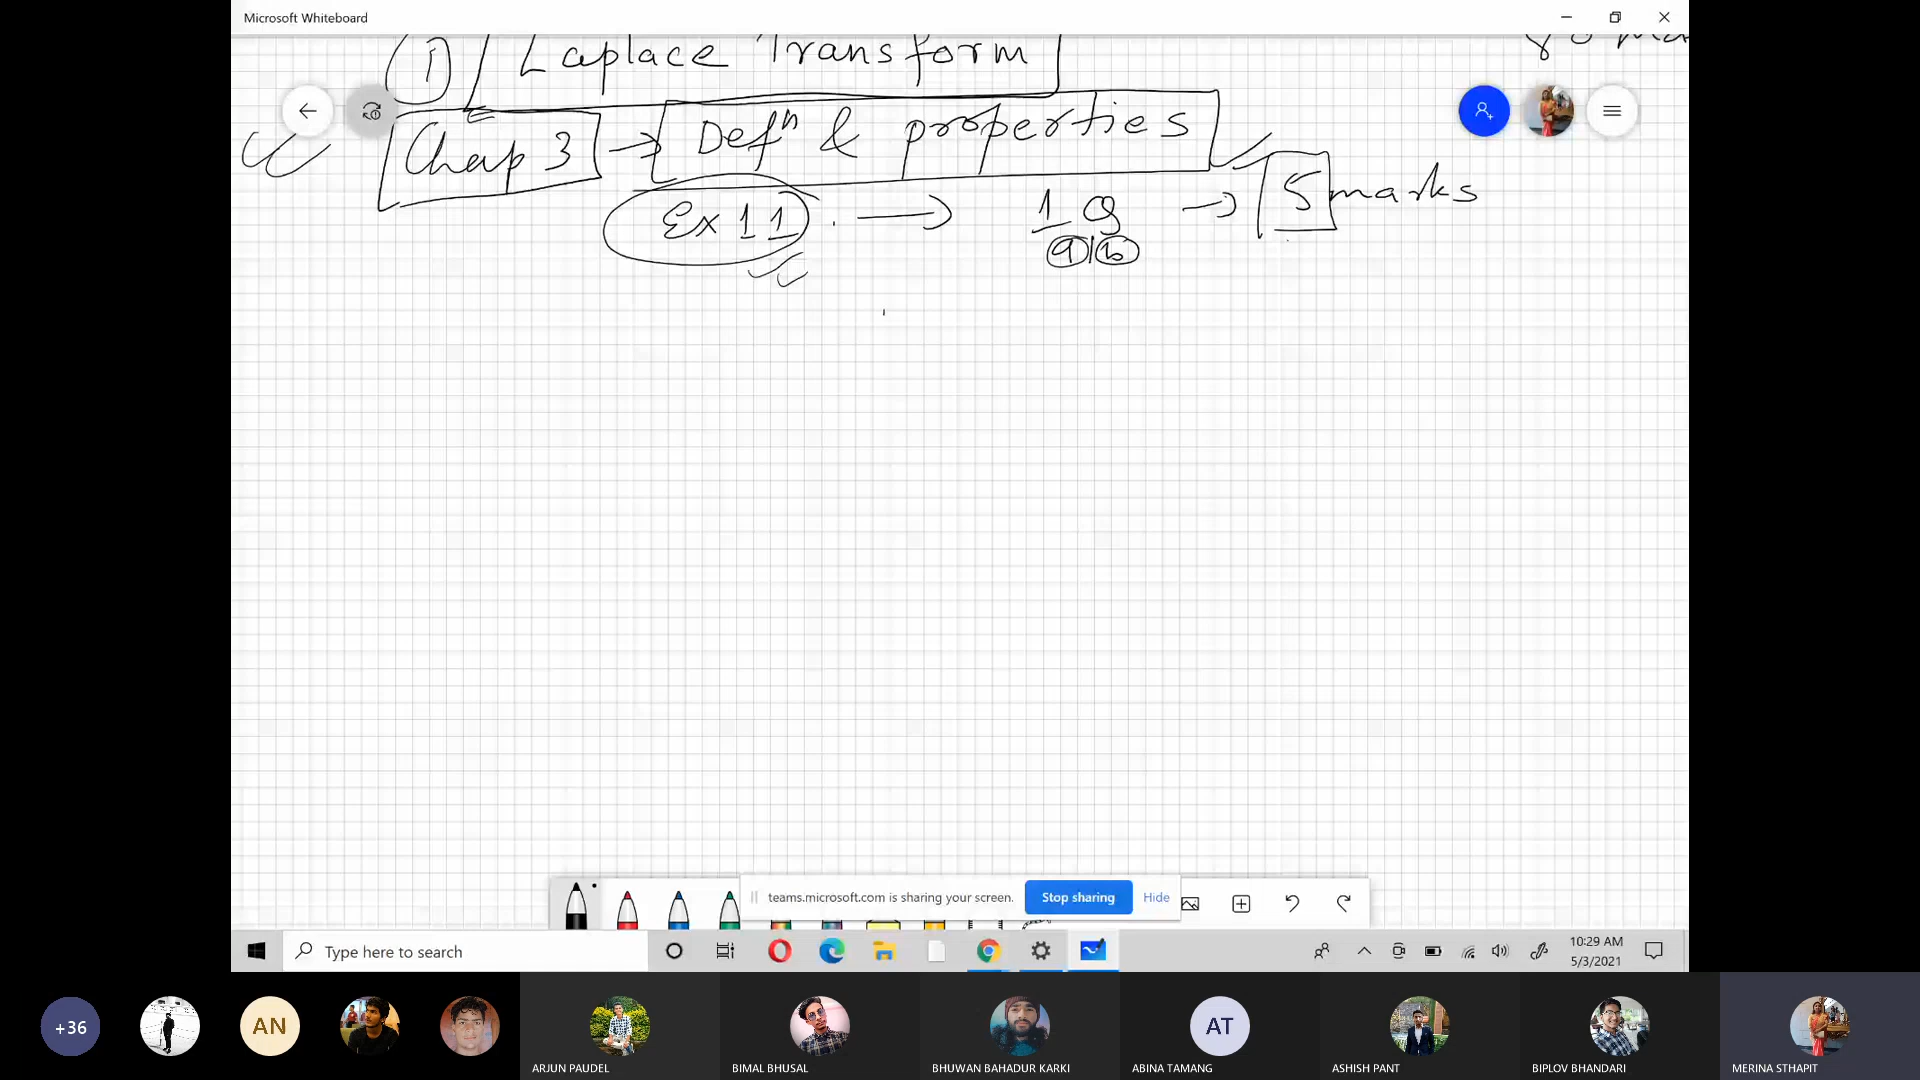 Microsoft Whiteboard
① Laplace Transform
Chap 3 → Defⁿ & properties
Ex 11 → 1 Q → 5 marks
a | b
teams.microsoft.com is sharing your screen. Stop sharing Hide
Type here to search
10:29 AM
5/3/2021
+36
AN
AT
ARJUN PAUDEL
BIMAL BHUSAL
BHUWAN BAHADUR KARKI
ABINA TAMANG
ASHISH PANT
BIPLOV BHANDARI
MERINA STHAPIT